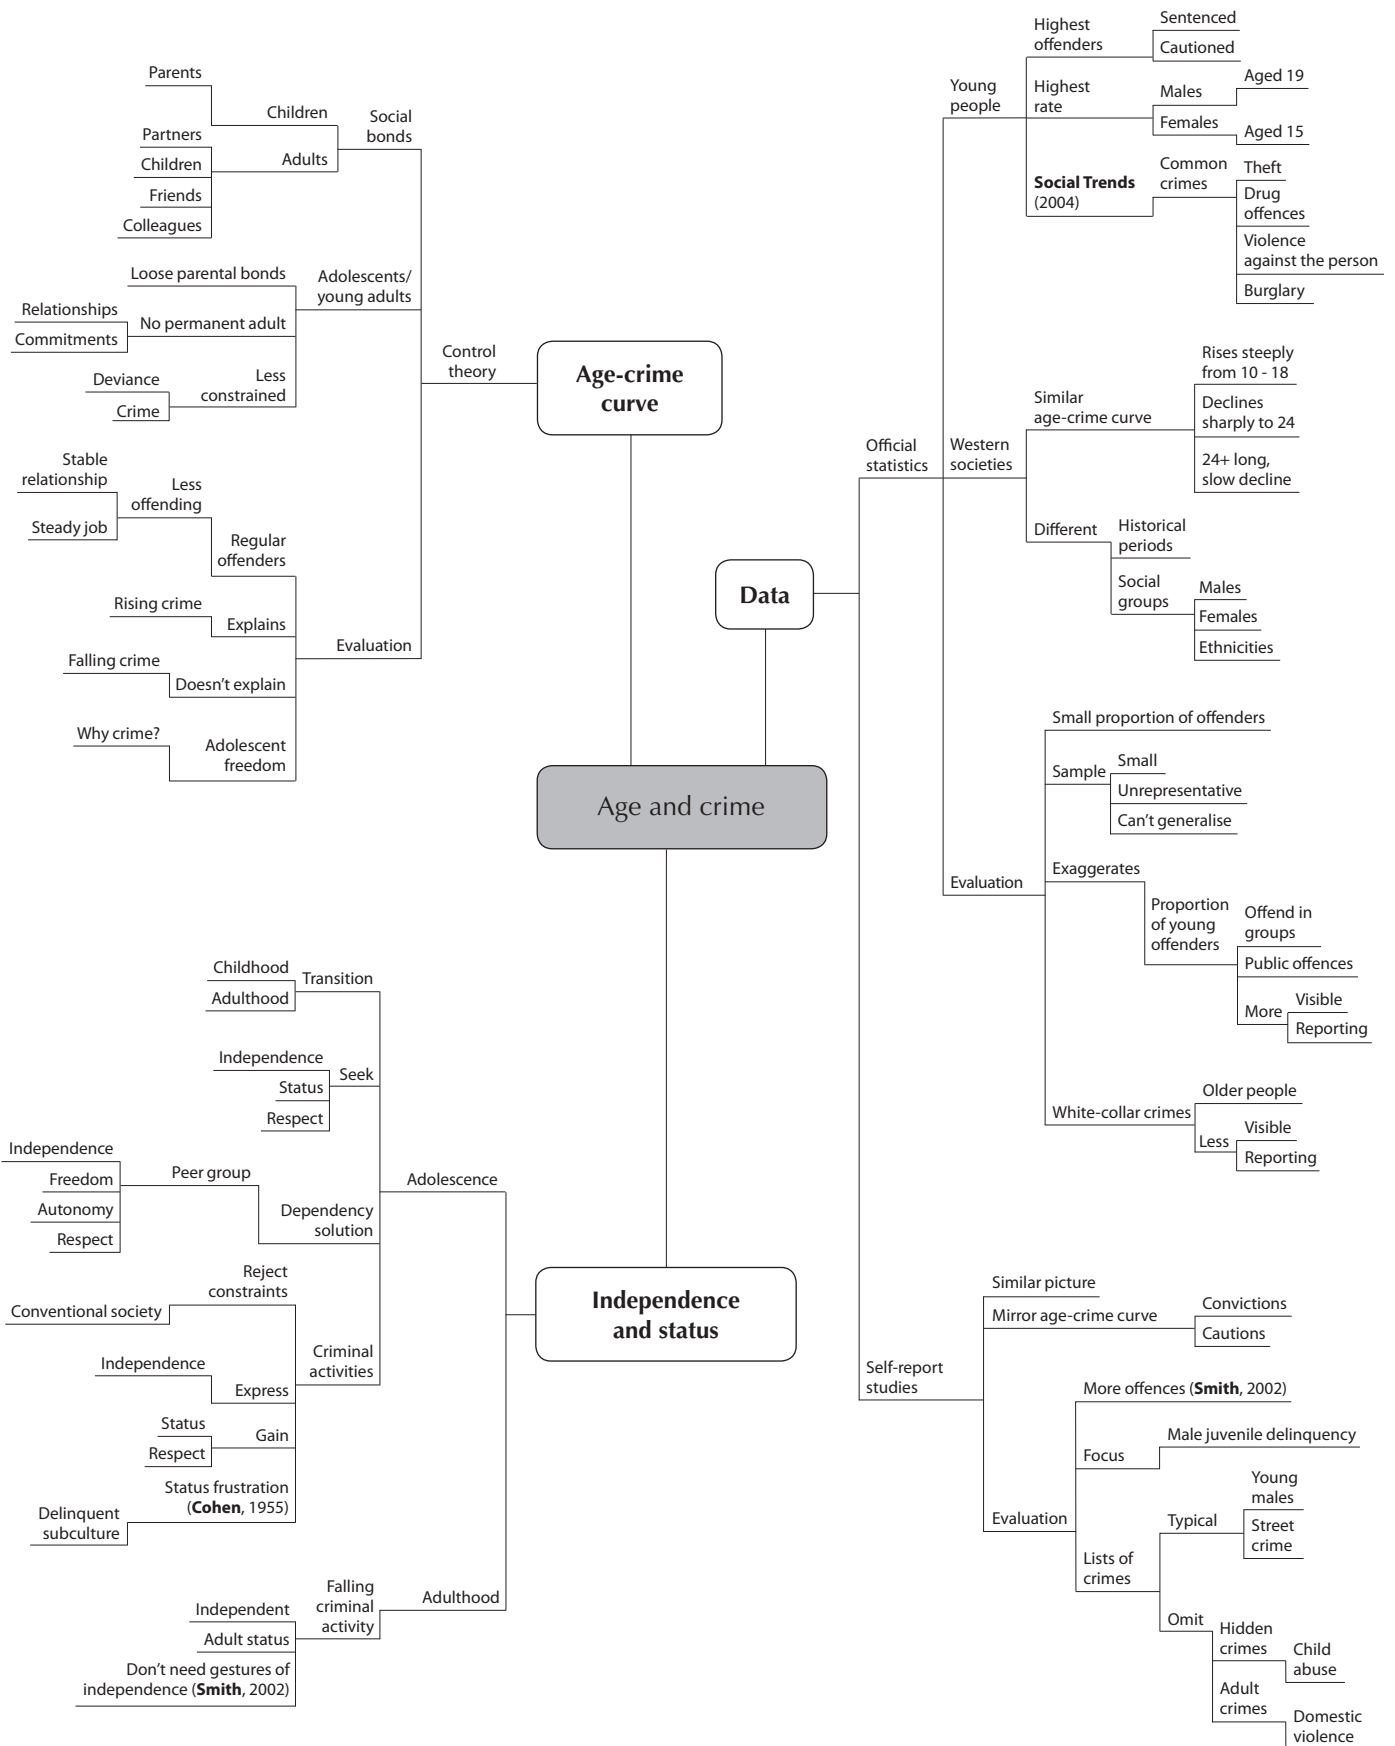 Age and crime
Age-crime
curve
Control
theory
Social
bonds
Children
Parents
Adults
Partners
Children
Friends
Colleagues
Adolescents/
young adults
Loose parental bonds
No permanent adult
Relationships
Commitments
Less
constrained
Deviance
Crime
Evaluation
Regular
offenders
Less
offending
Stable
relationship
Steady job
Explains
Rising crime
Doesn't explain
Falling crime
Adolescent
freedom
Why crime?
Data
Official
statistics
Young
people
Highest
offenders
Sentenced
Cautioned
Highest
rate
Males
Aged 19
Females
Aged 15
Social Trends
(2004)
Common
crimes
Theft
Drug
offences
Violence
against the person
Burglary
Western
societies
Similar
age-crime curve
Rises steeply
from 10 - 18
Declines
sharply to 24
24+ long,
slow decline
Different
Historical
periods
Social
groups
Males
Females
Ethnicities
Evaluation
Small proportion of offenders
Sample
Small
Unrepresentative
Can't generalise
Exaggerates
Proportion
of young
offenders
Offend in
groups
Public offences
More
Visible
Reporting
White-collar crimes
Older people
Less
Visible
Reporting
Self-report
studies
Similar picture
Mirror age-crime curve
Convictions
Cautions
Evaluation
More offences (Smith, 2002)
Focus
Male juvenile delinquency
Lists of
crimes
Typical
Young
males
Street
crime
Omit
Hidden
crimes
Child
abuse
Adult
crimes
Domestic
violence
Independence
and status
Adolescence
Transition
Childhood
Adulthood
Seek
Independence
Status
Respect
Dependency
solution
Peer group
Independence
Freedom
Autonomy
Respect
Criminal
activities
Reject
constraints
Conventional society
Express
Independence
Gain
Status
Respect
Status frustration
(Cohen, 1955)
Delinquent
subculture
Adulthood
Falling
criminal
activity
Independent
Adult status
Don't need gestures of
independence (Smith, 2002)